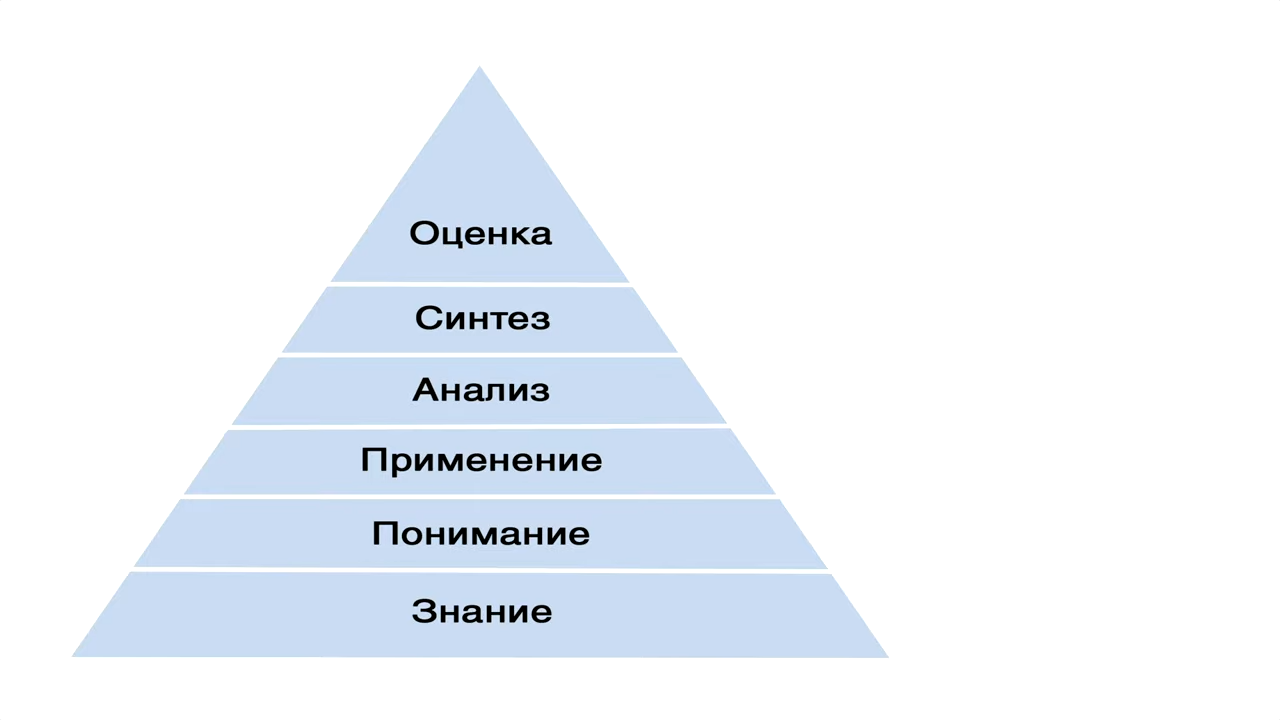 Оценка
Синтез
Анализ
Применение
Понимание
Знание